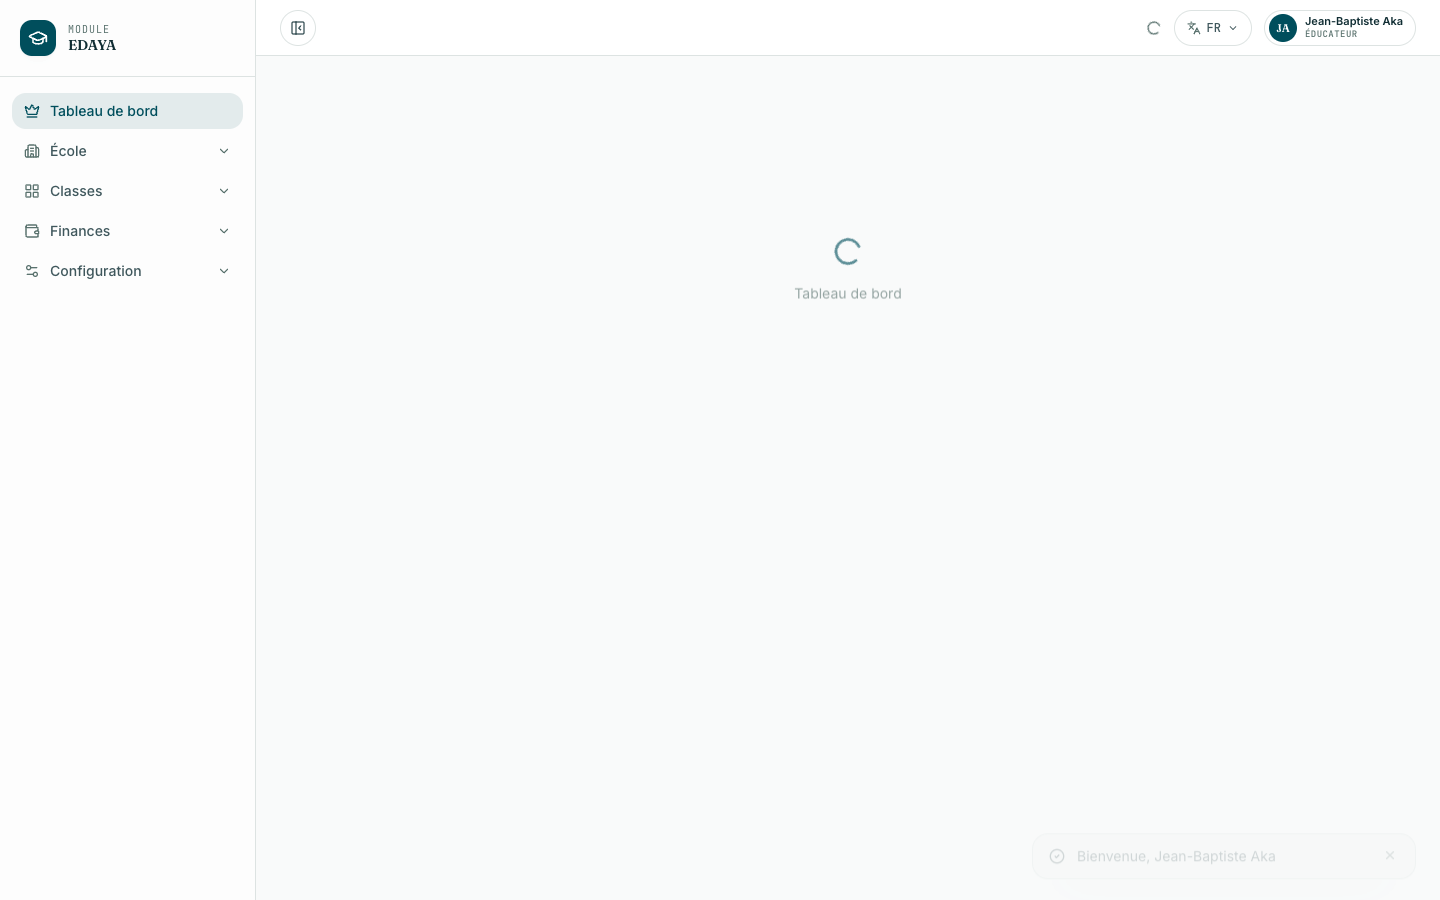 MODULE
EDAYA
Tableau de bord
École
Classes
Finances
Configuration
FR
JA
Jean-Baptiste Aka
ÉDUCATEUR
Tableau de bord
Bienvenue, Jean-Baptiste Aka